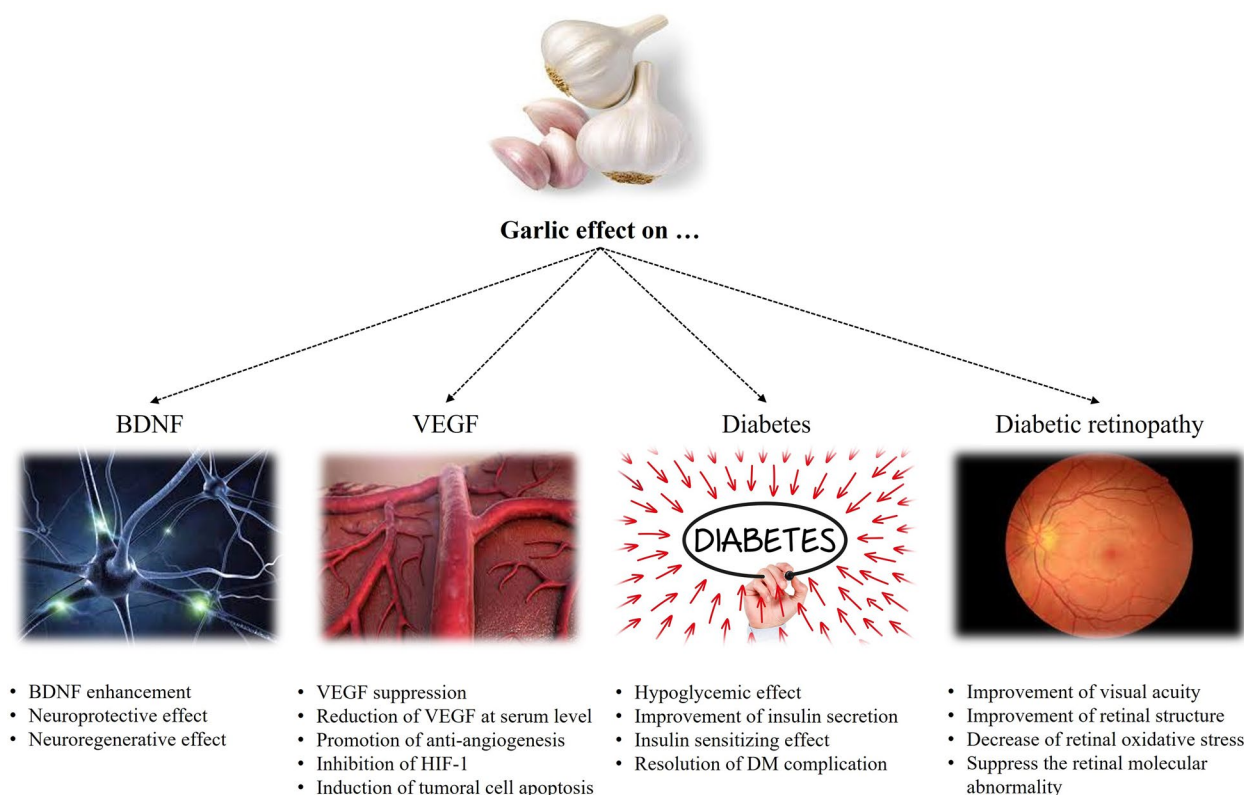 Garlic effect on ...
BDNF
VEGF
Diabetes
Diabetic retinopathy
DIABETES
• BDNF enhancement
• Neuroprotective effect
• Neuroregenerative effect
• VEGF suppression
• Reduction of VEGF at serum level
• Promotion of anti-angiogenesis
• Inhibition of HIF-1
• Induction of tumoral cell apoptosis
• Hypoglycemic effect
• Improvement of insulin secretion
• Insulin sensitizing effect
• Resolution of DM complication
• Improvement of visual acuity
• Improvement of retinal structure
• Decrease of retinal oxidative stress
• Suppress the retinal molecular
abnormality